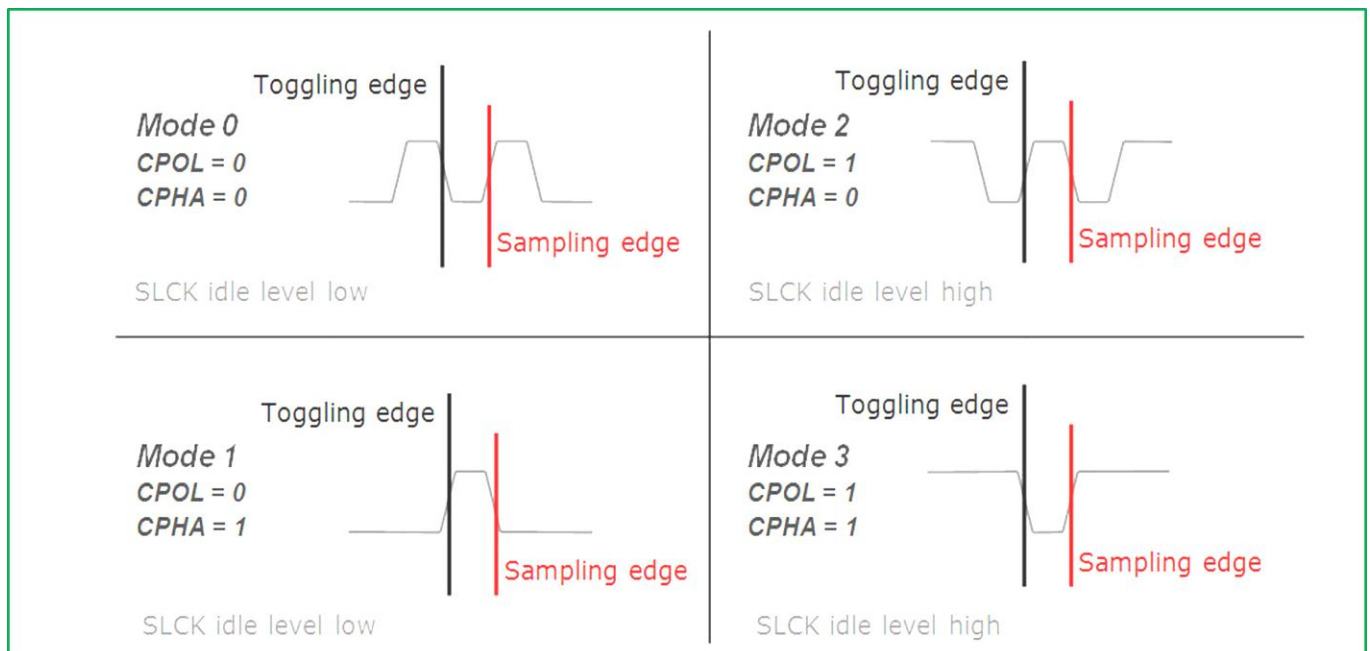 Toggling edge
Mode 0
CPOL = 0
CPHA = 0
Sampling edge
SLCK idle level low
Toggling edge
Mode 2
CPOL = 1
CPHA = 0
Sampling edge
SLCK idle level high
Toggling edge
Mode 1
CPOL = 0
CPHA = 1
Sampling edge
SLCK idle level low
Toggling edge
Mode 3
CPOL = 1
CPHA = 1
Sampling edge
SLCK idle level high